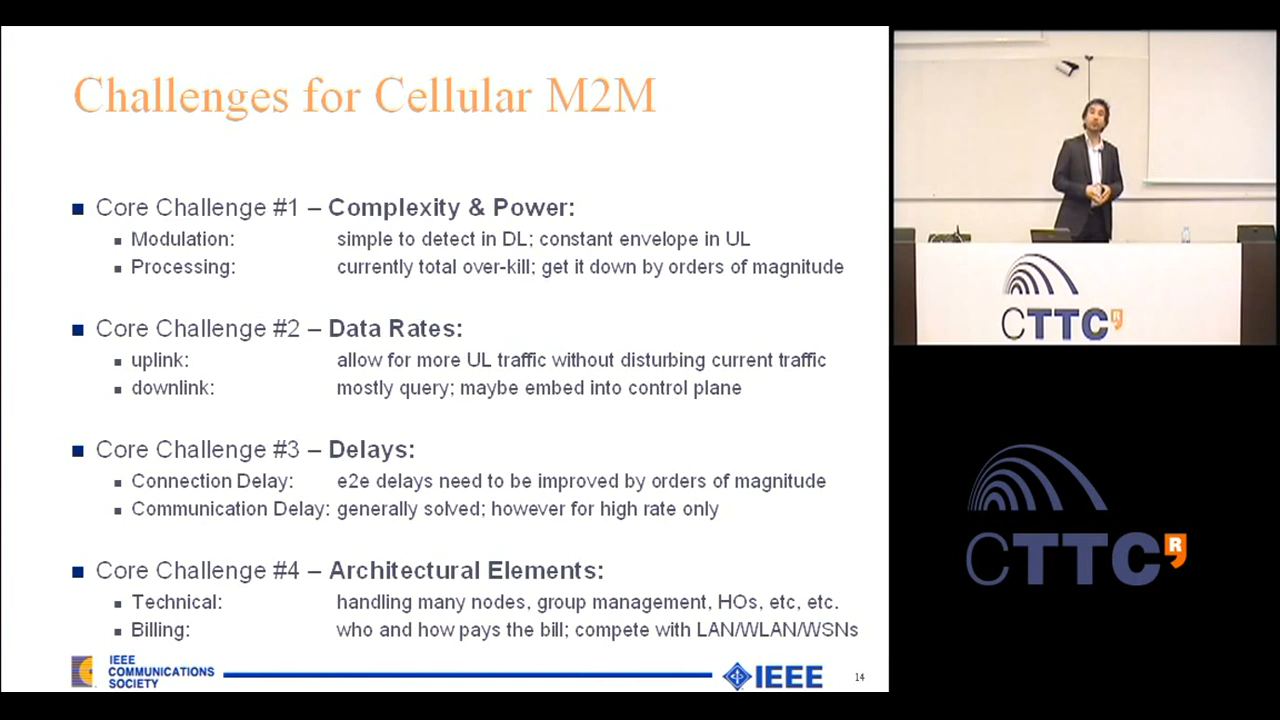 Challenges for Cellular M2M
Core Challenge #1 – Complexity & Power:
Modulation: simple to detect in DL; constant envelope in UL
Processing: currently total over-kill; get it down by orders of magnitude
Core Challenge #2 – Data Rates:
uplink: allow for more UL traffic without disturbing current traffic
downlink: mostly query; maybe embed into control plane
Core Challenge #3 – Delays:
Connection Delay: e2e delays need to be improved by orders of magnitude
Communication Delay: generally solved; however for high rate only
Core Challenge #4 – Architectural Elements:
Technical: handling many nodes, group management, HOs, etc, etc.
Billing: who and how pays the bill; compete with LAN/WLAN/WSNs
IEEE
COMMUNICATIONS
SOCIETY
IEEE
14
CTTC R
CTTC R